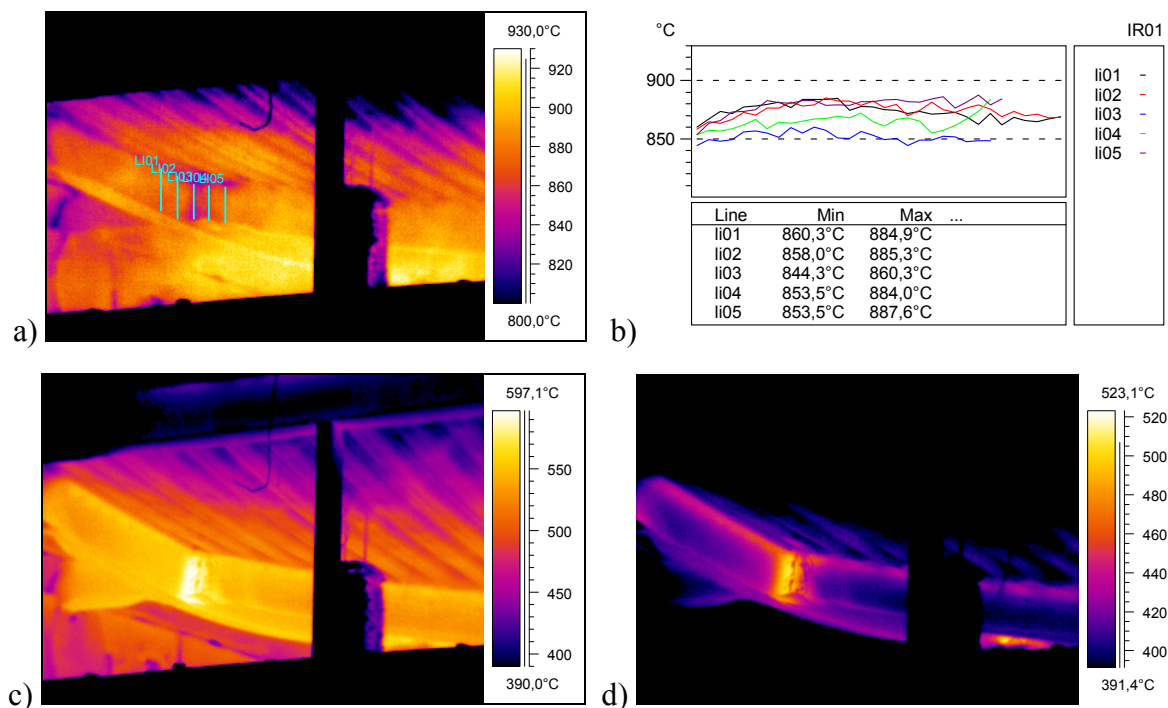 930,0°C
920
900
880
860
840
820
800,0°C
LI01
LI02
LI03
LI04
LI05
a)
°C
IR01
900
850
li01
li02
li03
li04
li05
Line Min Max ...
li01 860,3°C 884,9°C
li02 858,0°C 885,3°C
li03 844,3°C 860,3°C
li04 853,5°C 884,0°C
li05 853,5°C 887,6°C
b)
597,1°C
550
500
450
400
390,0°C
c)
523,1°C
520
500
480
460
440
420
400
391,4°C
d)